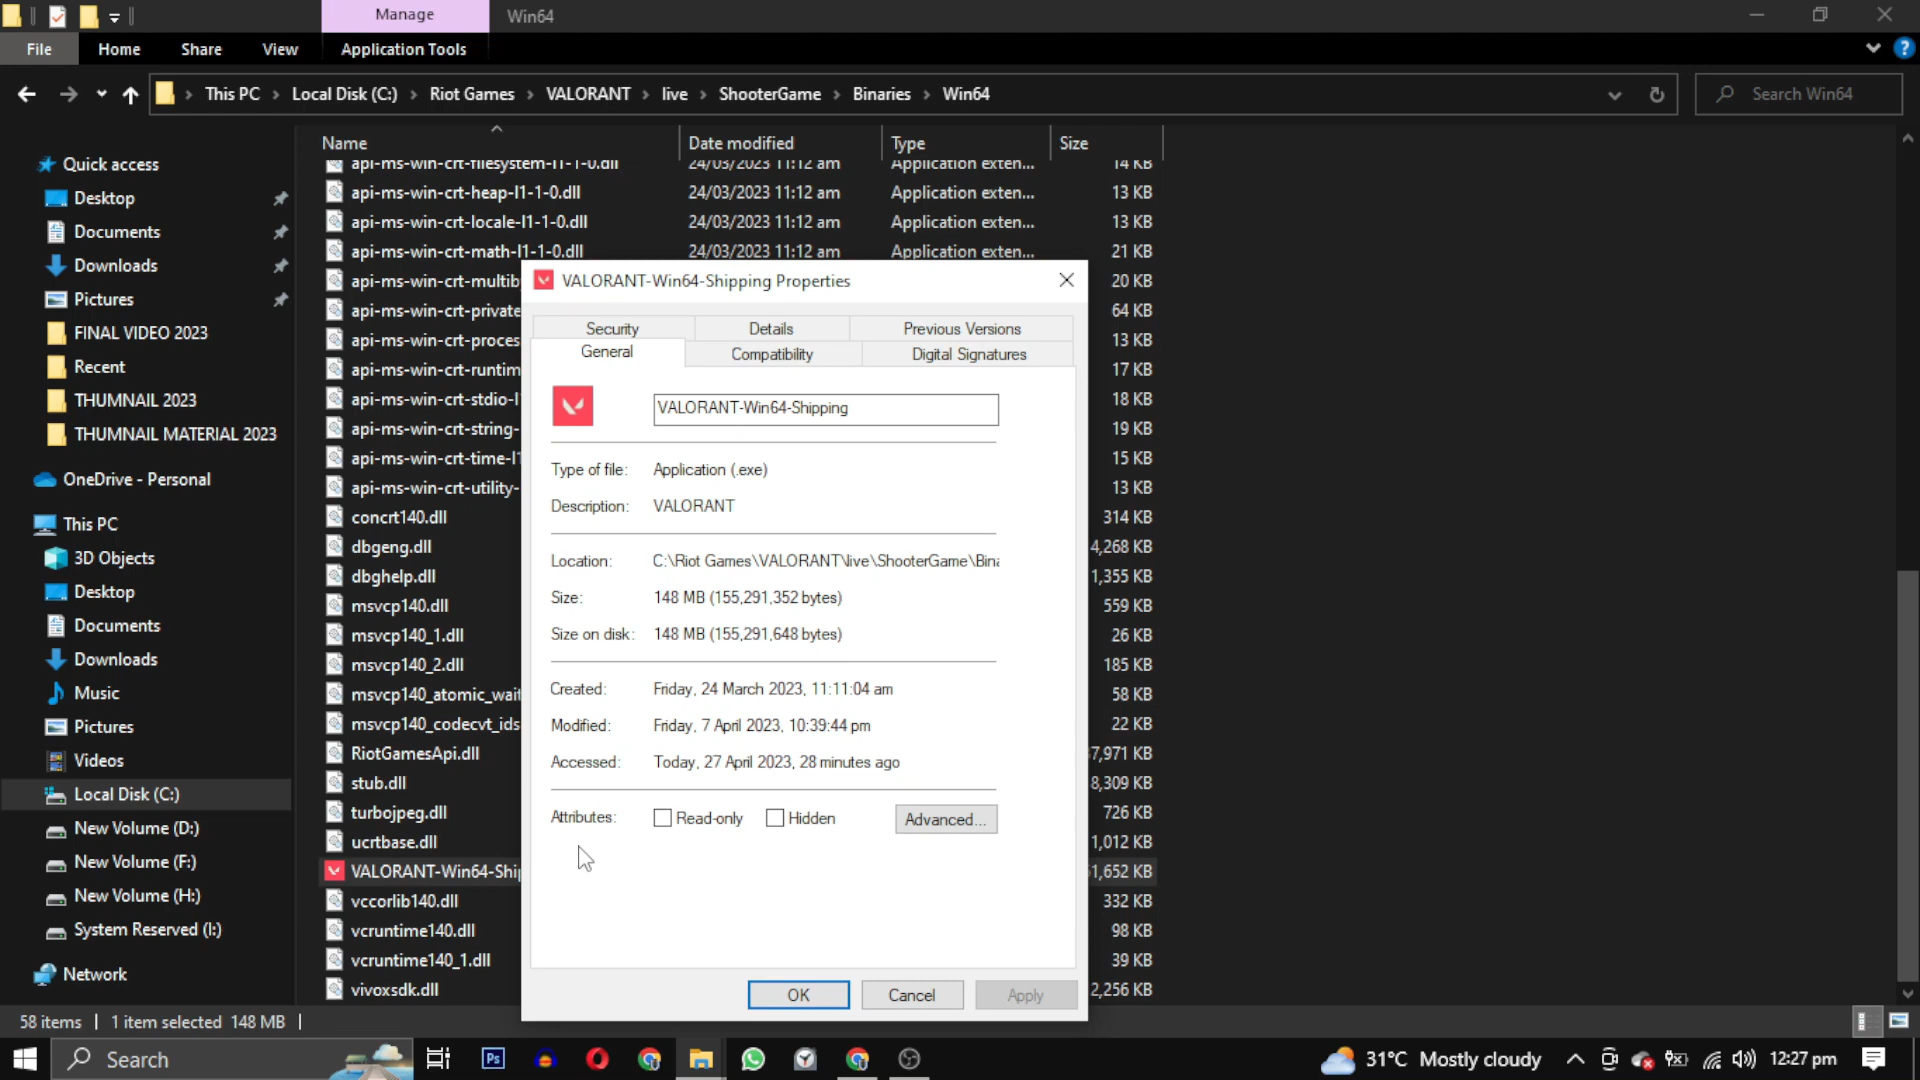 Manage
Win64
File
Home
Share
View
Application Tools
This PC
Local Disk (C:)
Riot Games
VALORANT
live
ShooterGame
Binaries
Win64
Search Win64
Name
Date modified
Type
Size
Quick access
Desktop
Documents
Downloads
Pictures
FINAL VIDEO 2023
Recent
THUMNAIL 2023
THUMNAIL MATERIAL 2023
OneDrive - Personal
This PC
3D Objects
Desktop
Documents
Downloads
Music
Pictures
Videos
Local Disk (C:)
New Volume (D:)
New Volume (F:)
New Volume (H:)
System Reserved (I:)
Network
api-ms-win-crt-filesystem-l1-1-0.dll 24/03/2023 11:12 am Application exten... 14 KB
api-ms-win-crt-heap-l1-1-0.dll 24/03/2023 11:12 am Application exten... 13 KB
api-ms-win-crt-locale-l1-1-0.dll 24/03/2023 11:12 am Application exten... 13 KB
api-ms-win-crt-math-l1-1-0.dll 24/03/2023 11:12 am Application exten... 21 KB
api-ms-win-crt-multib 20 KB
api-ms-win-crt-private 64 KB
api-ms-win-crt-proces 13 KB
api-ms-win-crt-runtim 17 KB
api-ms-win-crt-stdio-l 18 KB
api-ms-win-crt-string- 19 KB
api-ms-win-crt-time-l1 15 KB
api-ms-win-crt-utility- 13 KB
concrt140.dll 314 KB
dbgeng.dll 4,268 KB
dbghelp.dll 1,355 KB
msvcp140.dll 559 KB
msvcp140_1.dll 26 KB
msvcp140_2.dll 185 KB
msvcp140_atomic_wait 58 KB
msvcp140_codecvt_ids 22 KB
RiotGamesApi.dll 7,971 KB
stub.dll 8,309 KB
turbojpeg.dll 726 KB
ucrtbase.dll 1,012 KB
VALORANT-Win64-Ship 1,652 KB
vccorlib140.dll 332 KB
vcruntime140.dll 98 KB
vcruntime140_1.dll 39 KB
vivoxsdk.dll 2,256 KB
VALORANT-Win64-Shipping Properties
Security
Details
Previous Versions
General
Compatibility
Digital Signatures
VALORANT-Win64-Shipping
Type of file: Application (.exe)
Description: VALORANT
Location: C:\Riot Games\VALORANT\live\ShooterGame\Bina
Size: 148 MB (155,291,352 bytes)
Size on disk: 148 MB (155,291,648 bytes)
Created: Friday, 24 March 2023, 11:11:04 am
Modified: Friday, 7 April 2023, 10:39:44 pm
Accessed: Today, 27 April 2023, 28 minutes ago
Attributes: Read-only Hidden Advanced...
OK
Cancel
Apply
58 items
1 item selected 148 MB
Search
Ps
31°C Mostly cloudy
12:27 pm